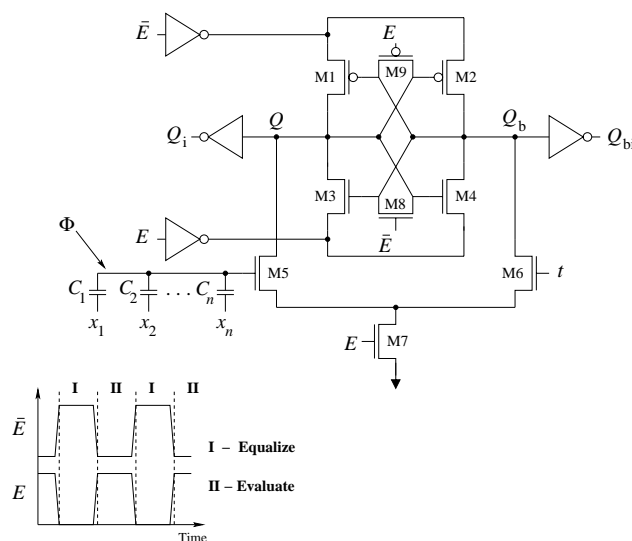 Ē
E
M1
M9
M2
Qi
Q
Qb
Qbi
M3
M8
M4
E
Ē
Φ
C1 C2 . . . Cn
M5
M6
t
x1 x2 xn
E
M7
I II I II
Ē
I – Equalize
E
II – Evaluate
Time